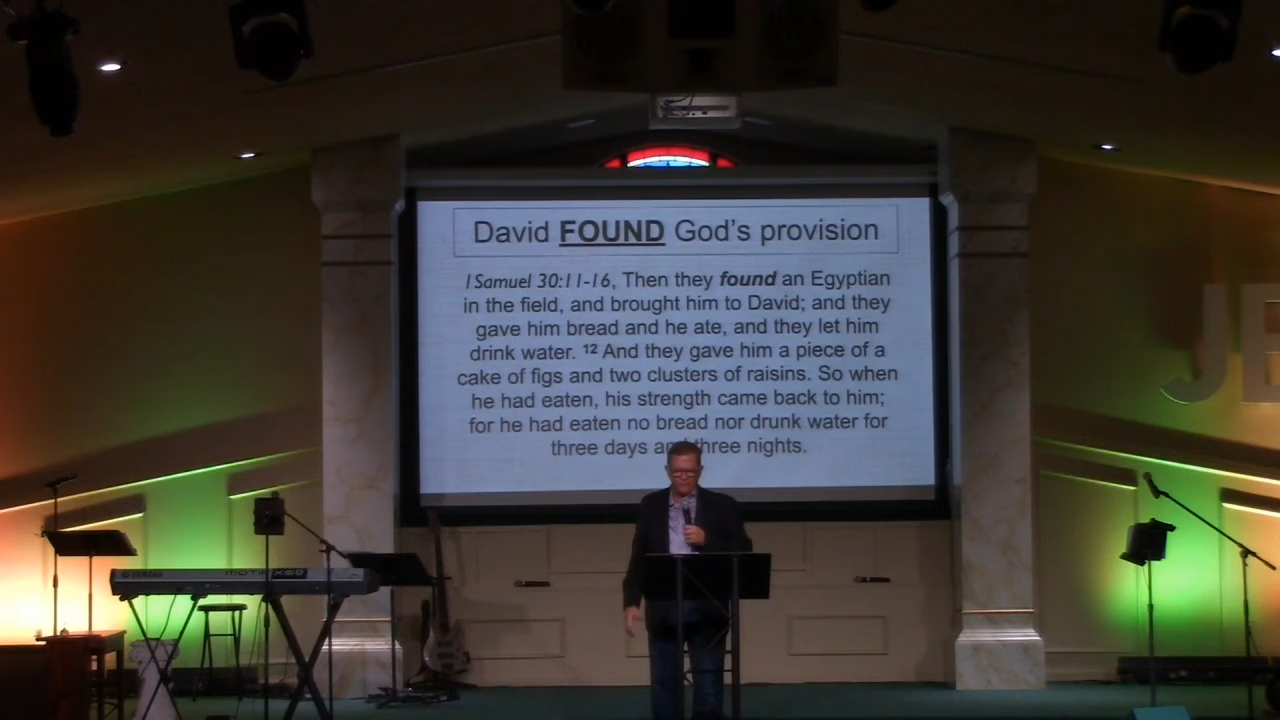 David FOUND God's provision
1Samuel 30:11-16, Then they found an Egyptian
in the field, and brought him to David; and they
gave him bread and he ate, and they let him
drink water. 12 And they gave him a piece of a
cake of figs and two clusters of raisins. So when
he had eaten, his strength came back to him;
for he had eaten no bread nor drunk water for
three days and three nights.
JE